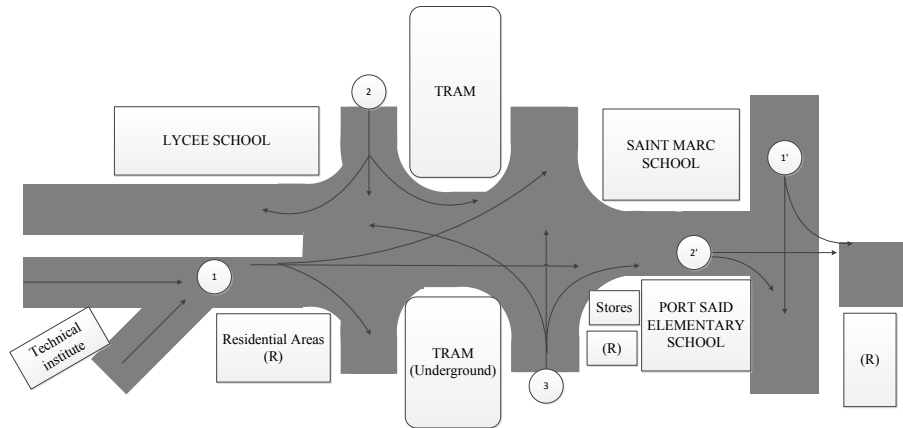 2
TRAM
LYCEE SCHOOL
SAINT MARC
SCHOOL
1'
1
2'
Technical
institute
Residential Areas
(R)
TRAM
(Underground)
Stores
(R)
PORT SAID
ELEMENTARY
SCHOOL
3
(R)